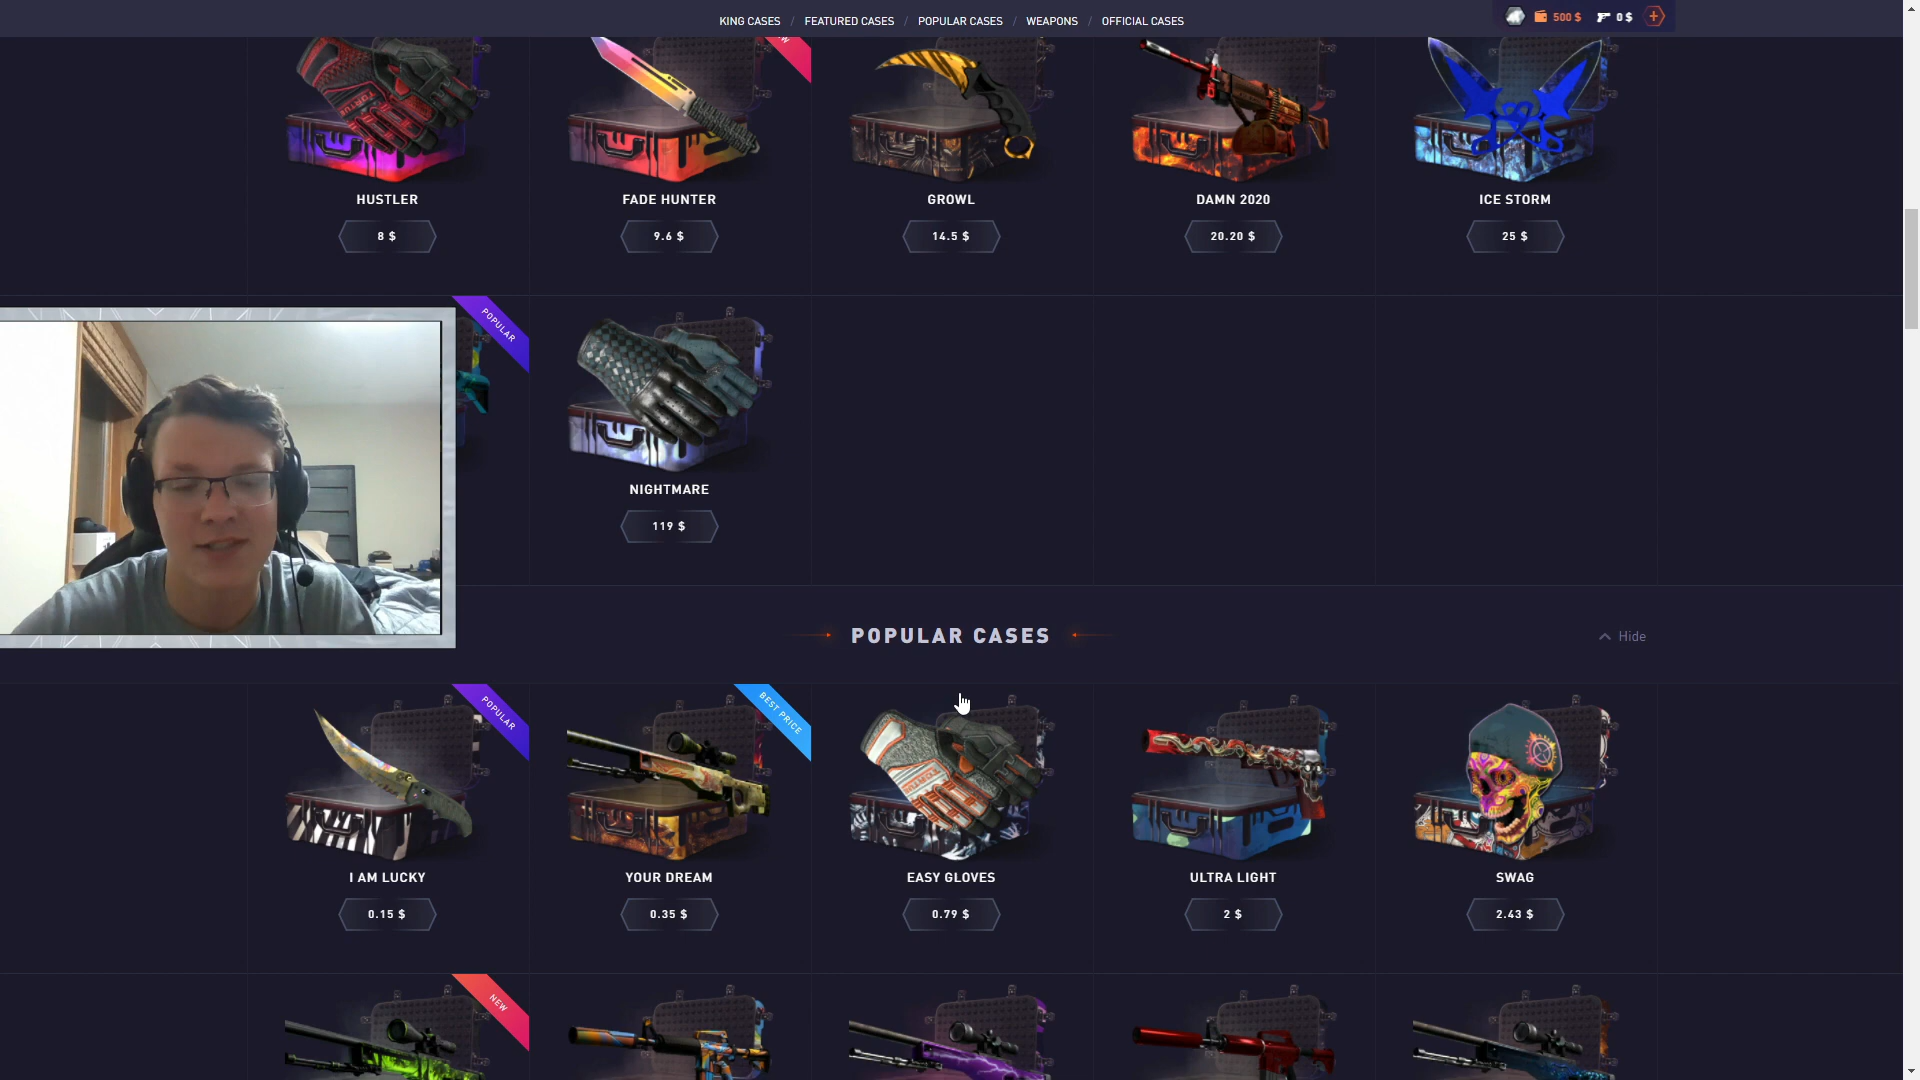 KING CASES / FEATURED CASES / POPULAR CASES / WEAPONS / OFFICIAL CASES
500 $ 0 $
HUSTLER FADE HUNTER GROWL DAMN 2020 ICE STORM
8 $ 9.6 $ 14.5 $ 20.20 $ 25 $
POPULAR
NIGHTMARE
119 $
POPULAR CASES
Hide
POPULAR BEST PRICE
I AM LUCKY YOUR DREAM EASY GLOVES ULTRA LIGHT SWAG
0.15 $ 0.35 $ 0.79 $ 2 $ 2.43 $
NEW